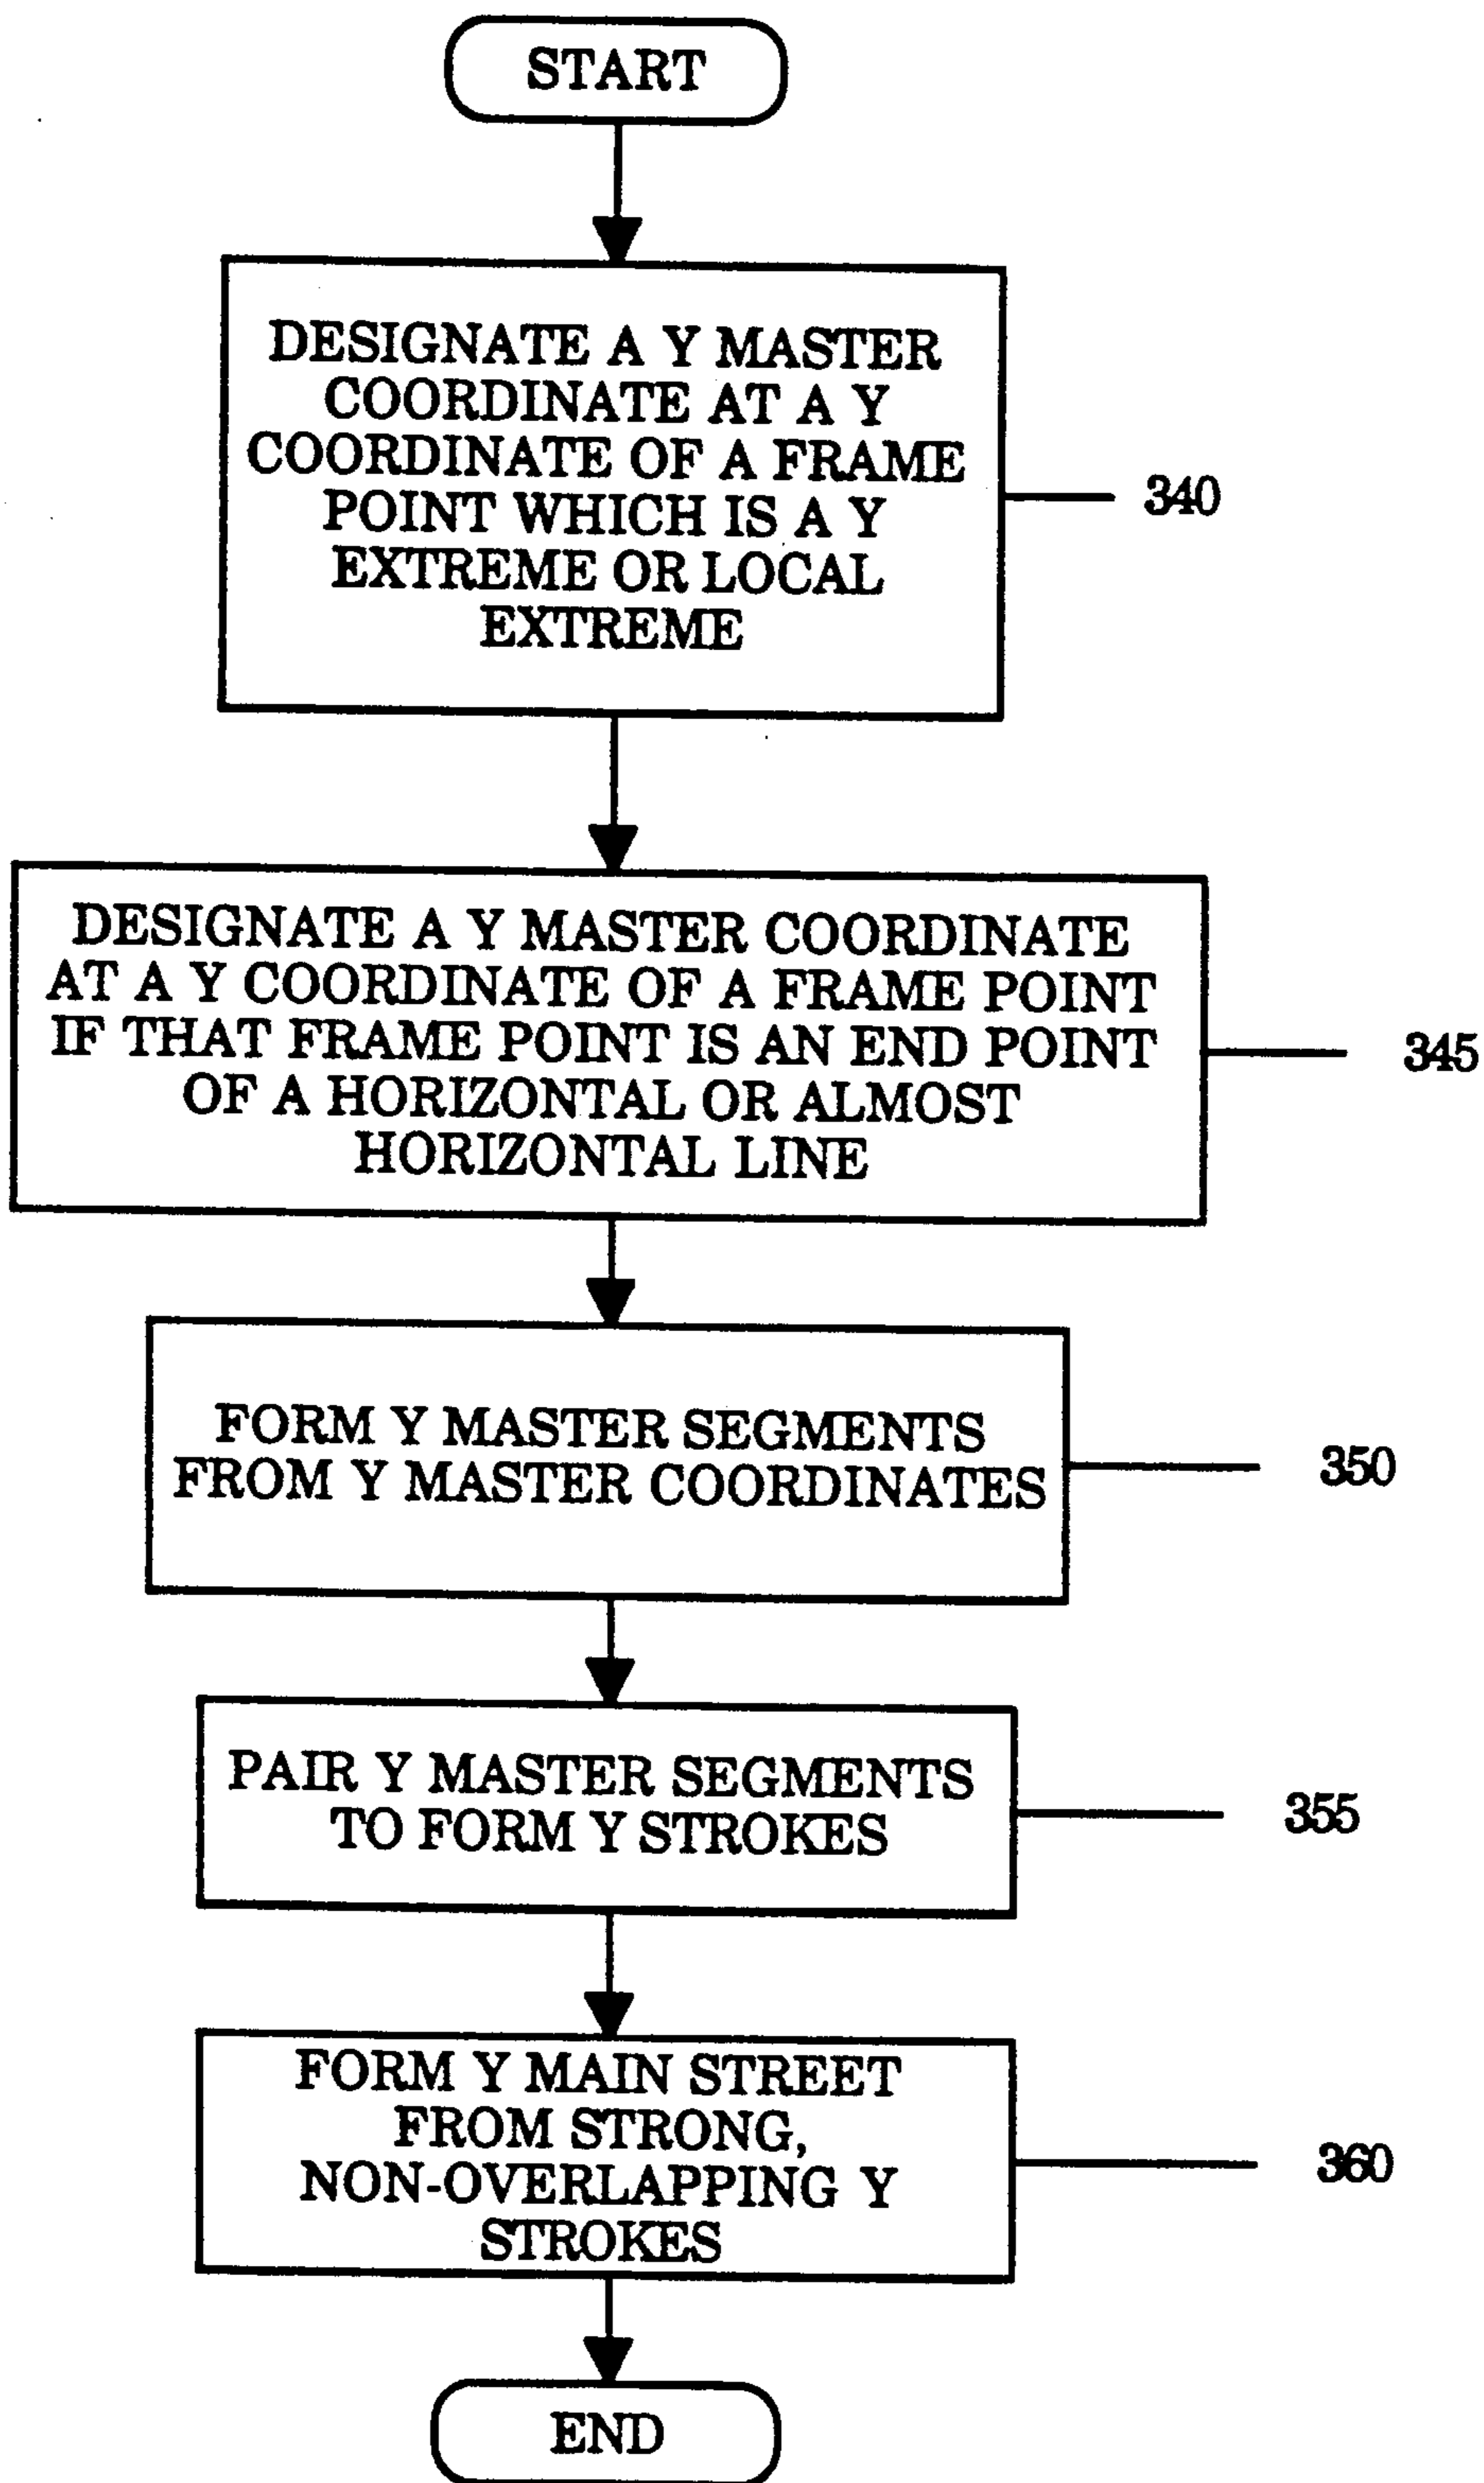 START
DESIGNATE A Y MASTER
COORDINATE AT A Y
COORDINATE OF A FRAME
POINT WHICH IS A Y
EXTREME OR LOCAL
EXTREME
340
DESIGNATE A Y MASTER COORDINATE
AT A Y COORDINATE OF A FRAME POINT
IF THAT FRAME POINT IS AN END POINT
OF A HORIZONTAL OR ALMOST
HORIZONTAL LINE
345
FORM Y MASTER SEGMENTS
FROM Y MASTER COORDINATES
350
PAIR Y MASTER SEGMENTS
TO FORM Y STROKES
355
FORM Y MAIN STREET
FROM STRONG,
NON-OVERLAPPING Y
STROKES
360
END